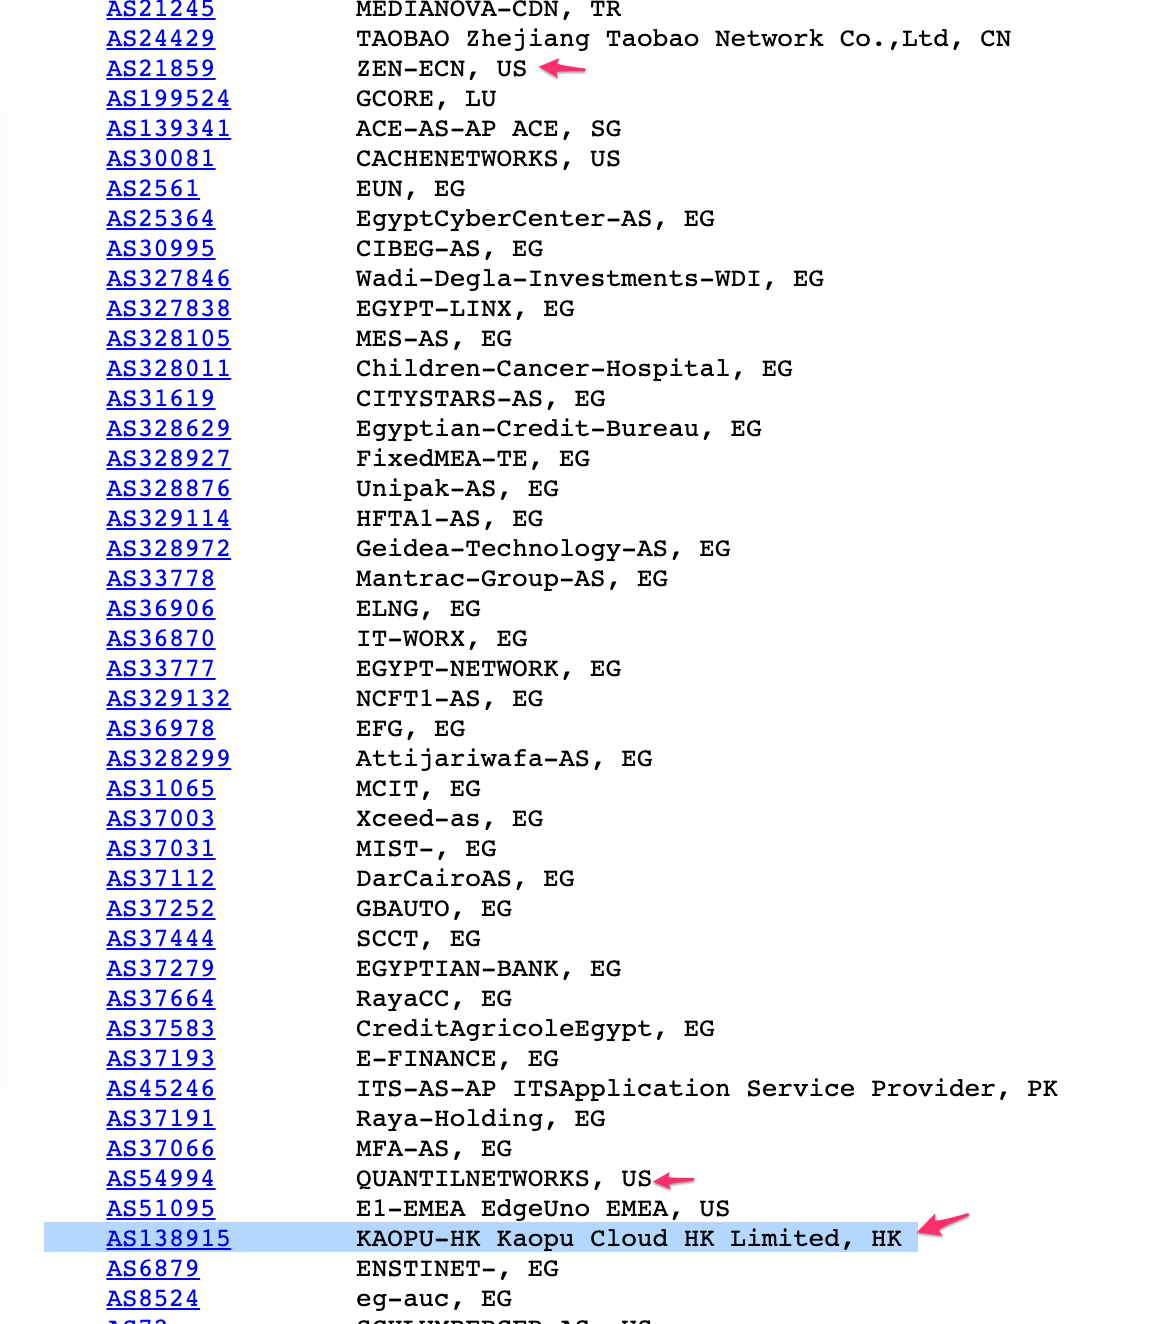 AS21245 MEDIANOVA-CDN, TR
AS24429 TAOBAO Zhejiang Taobao Network Co.,Ltd, CN
AS21859 ZEN-ECN, US
AS199524 GCORE, LU
AS139341 ACE-AS-AP ACE, SG
AS30081 CACHENETWORKS, US
AS2561 EUN, EG
AS25364 EgyptCyberCenter-AS, EG
AS30995 CIBEG-AS, EG
AS327846 Wadi-Degla-Investments-WDI, EG
AS327838 EGYPT-LINX, EG
AS328105 MES-AS, EG
AS328011 Children-Cancer-Hospital, EG
AS31619 CITYSTARS-AS, EG
AS328629 Egyptian-Credit-Bureau, EG
AS328927 FixedMEA-TE, EG
AS328876 Unipak-AS, EG
AS329114 HFTA1-AS, EG
AS328972 Geidea-Technology-AS, EG
AS33778 Mantrac-Group-AS, EG
AS36906 ELNG, EG
AS36870 IT-WORX, EG
AS33777 EGYPT-NETWORK, EG
AS329132 NCFT1-AS, EG
AS36978 EFG, EG
AS328299 Attijariwafa-AS, EG
AS31065 MCIT, EG
AS37003 Xceed-as, EG
AS37031 MIST-, EG
AS37112 DarCairoAS, EG
AS37252 GBAUTO, EG
AS37444 SCCT, EG
AS37279 EGYPTIAN-BANK, EG
AS37664 RayaCC, EG
AS37583 CreditAgricoleEgypt, EG
AS37193 E-FINANCE, EG
AS45246 ITS-AS-AP ITSApplication Service Provider, PK
AS37191 Raya-Holding, EG
AS37066 MFA-AS, EG
AS54994 QUANTILNETWORKS, US
AS51095 E1-EMEA EdgeUno EMEA, US
AS138915 KAOPU-HK Kaopu Cloud HK Limited, HK
AS6879 ENSTINET-, EG
AS8524 eg-auc, EG